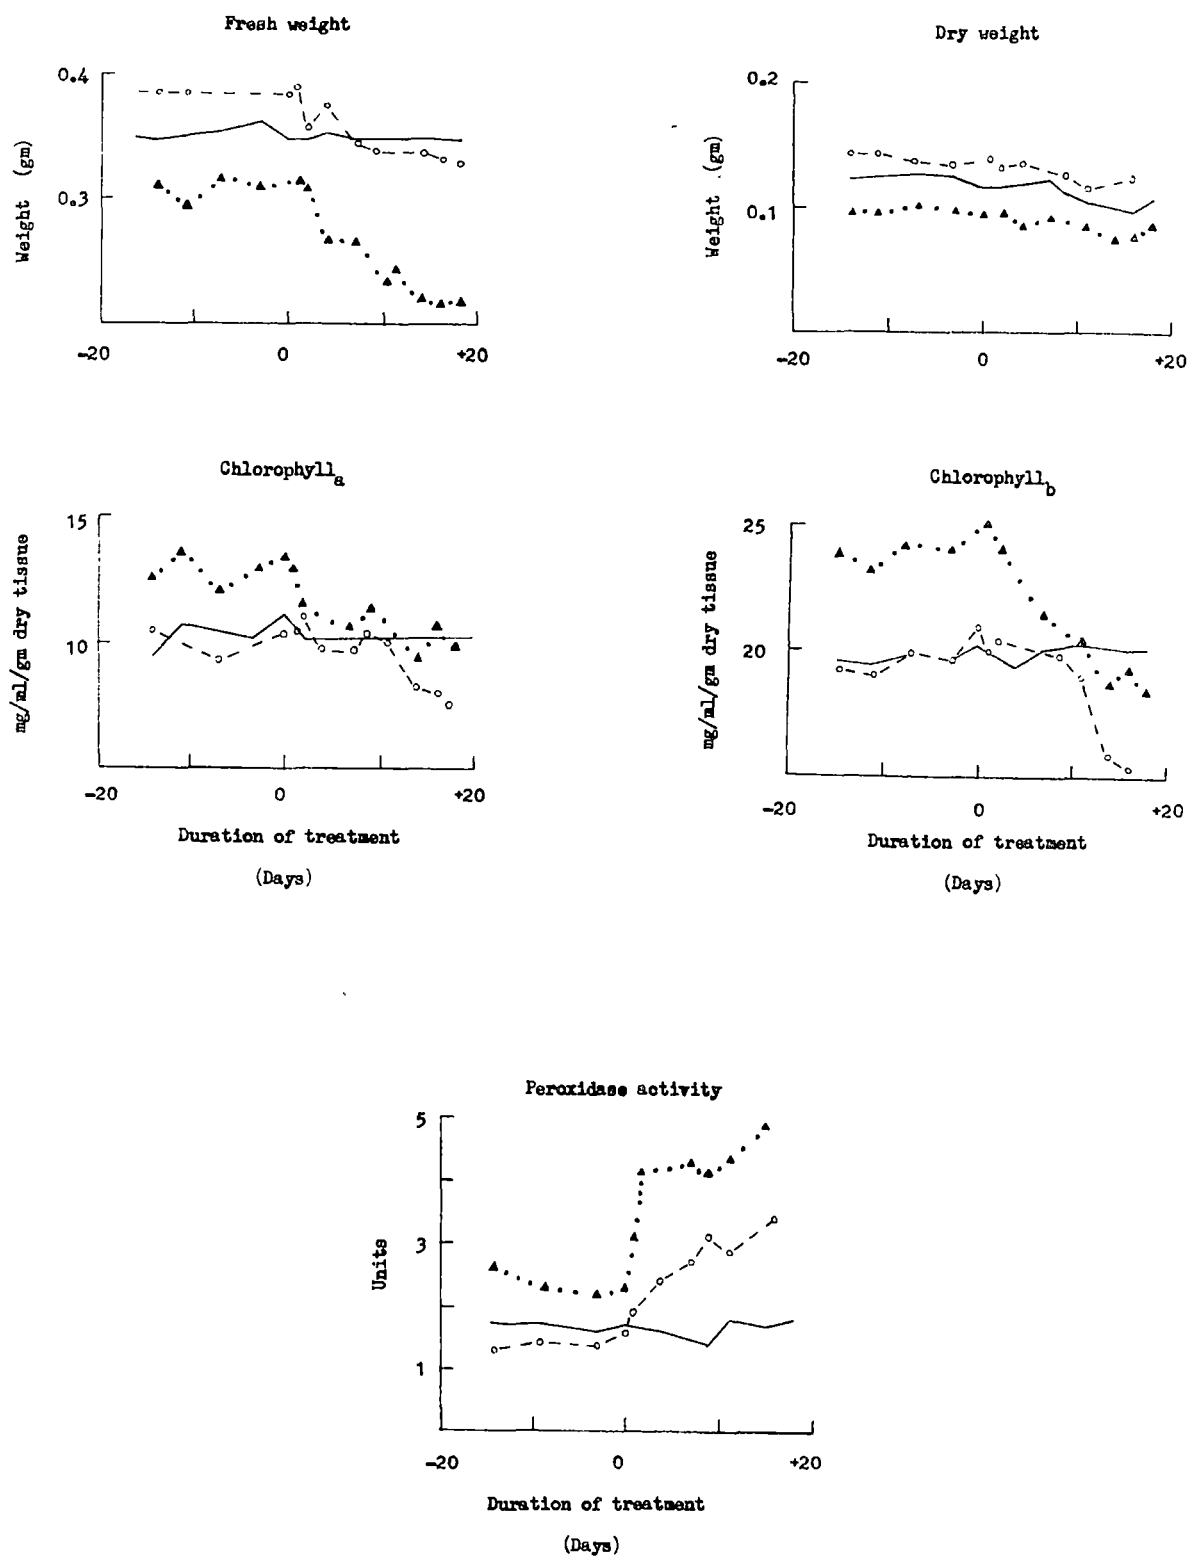 Fresh weight
0.4
0.3
Weight (gm)
-20
0
+20
Dry weight
0.2
0.1
Weight (gm)
-20
0
+20
Chlorophyll a
15
10
mg/ml/gm dry tissue
-20
0
+20
Duration of treatment
(Days)
Chlorophyll b
25
20
mg/ml/gm dry tissue
-20
0
+20
Duration of treatment
(Days)
Peroxidase activity
5
3
1
Units
-20
0
+20
Duration of treatment
(Days)